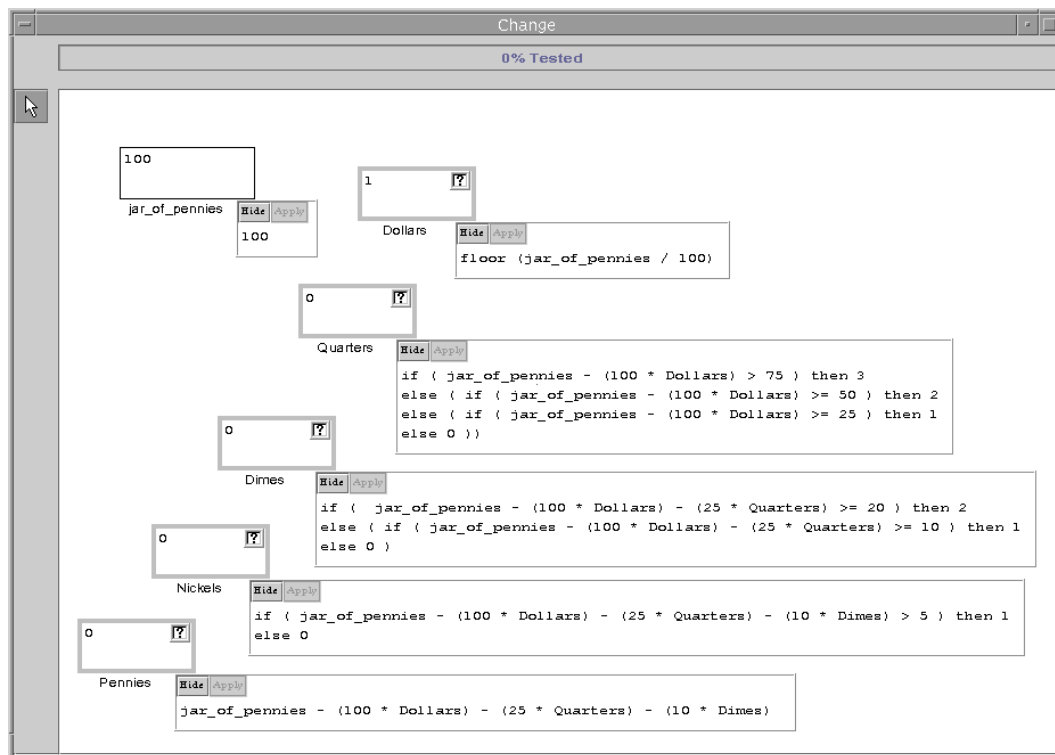 Change
0% Tested
100
jar_of_pennies
Hide Apply
100
1 ?
Dollars
Hide Apply
floor (jar_of_pennies / 100)
0 ?
Quarters
Hide Apply
if ( jar_of_pennies - (100 * Dollars) > 75 ) then 3
else ( if ( jar_of_pennies - (100 * Dollars) >= 50 ) then 2
else ( if ( jar_of_pennies - (100 * Dollars) >= 25 ) then 1
else 0 ))
0 ?
Dimes
Hide Apply
if ( jar_of_pennies - (100 * Dollars) - (25 * Quarters) >= 20 ) then 2
else ( if ( jar_of_pennies - (100 * Dollars) - (25 * Quarters) >= 10 ) then 1
else 0 )
0 ?
Nickels
Hide Apply
if ( jar_of_pennies - (100 * Dollars) - (25 * Quarters) - (10 * Dimes) > 5 ) then 1
else 0
0 ?
Pennies
Hide Apply
jar_of_pennies - (100 * Dollars) - (25 * Quarters) - (10 * Dimes)